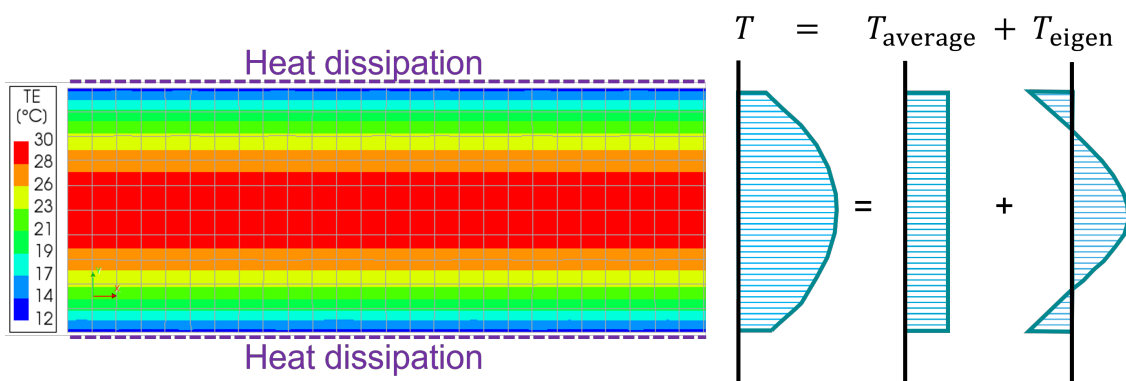 T = T_average + T_eigen
Heat dissipation
TE
(°C)
30
28
26
23
21
19
17
14
12
= +
Y
X
Heat dissipation